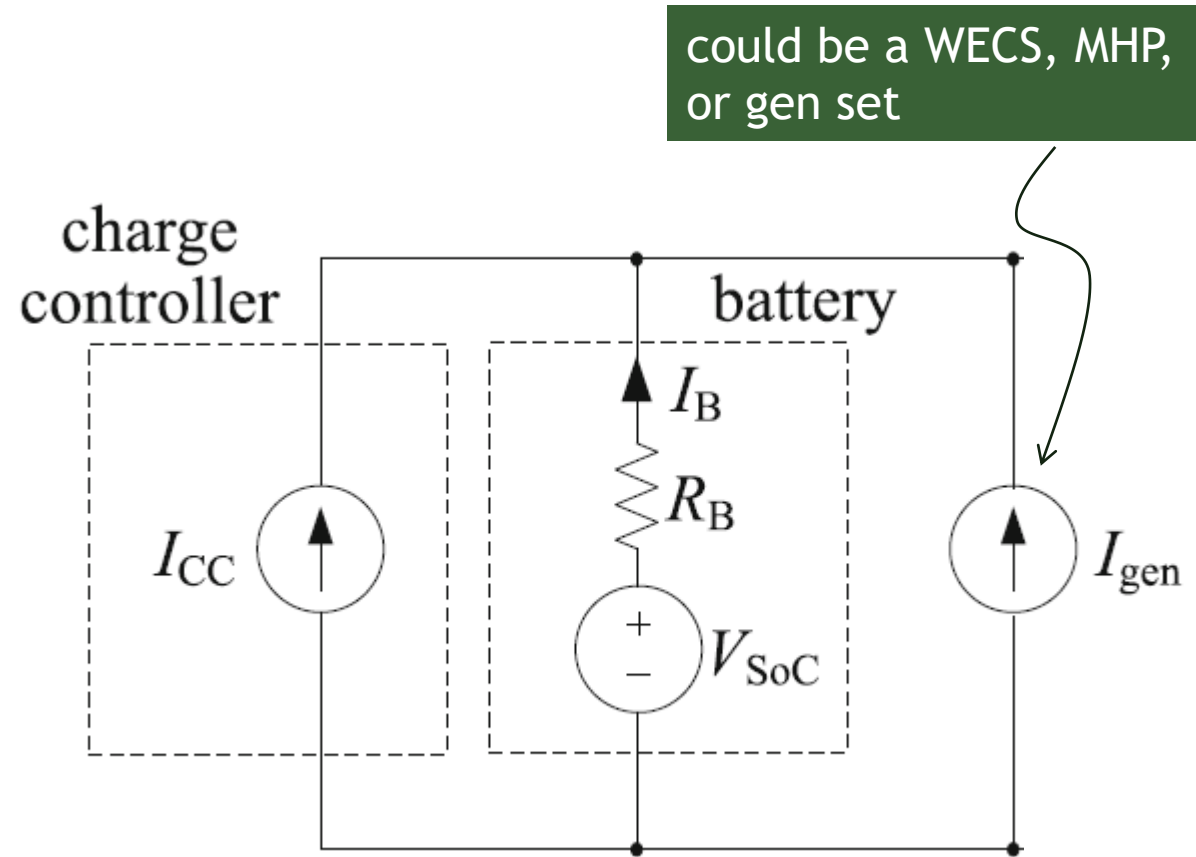 could be a WECS, MHP,
or gen set
charge
controller
battery
I_B
R_B
I_CC
I_gen
+
−
V_SoC